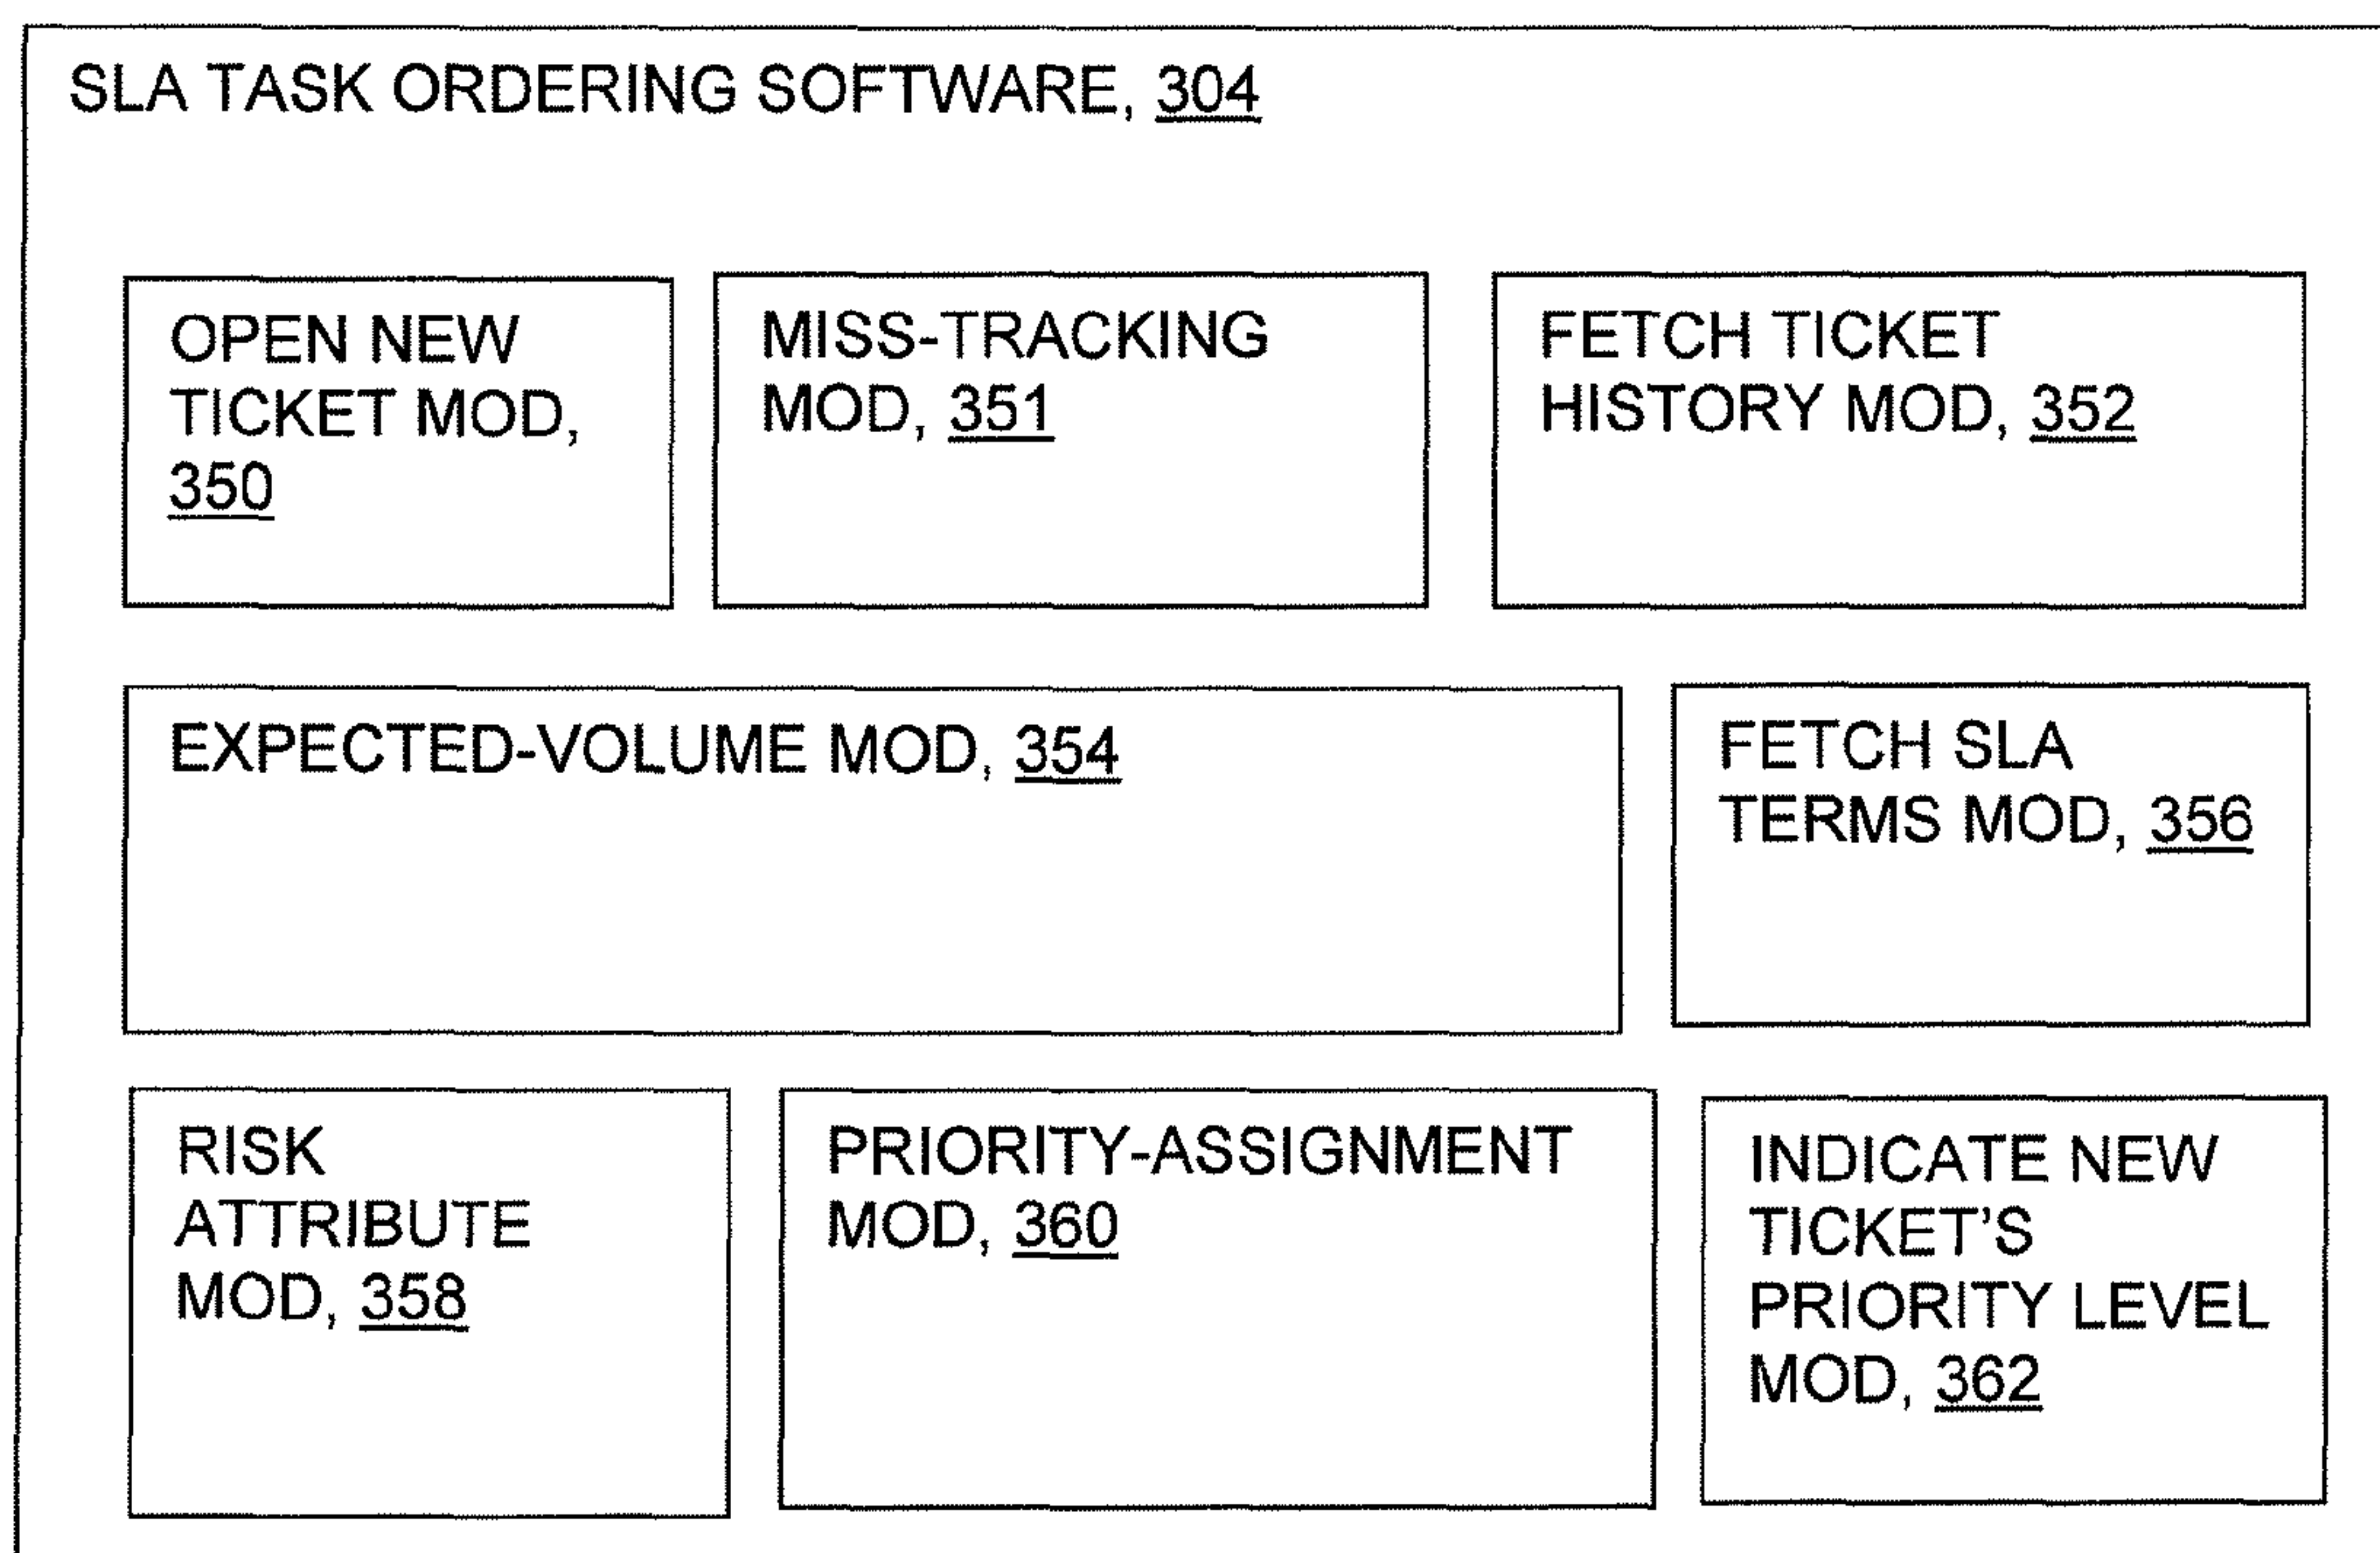 SLA TASK ORDERING SOFTWARE, 304
OPEN NEW
TICKET MOD,
350
MISS-TRACKING
MOD, 351
FETCH TICKET
HISTORY MOD, 352
EXPECTED-VOLUME MOD, 354
FETCH SLA
TERMS MOD, 356
RISK
ATTRIBUTE
MOD, 358
PRIORITY-ASSIGNMENT
MOD, 360
INDICATE NEW
TICKET'S
PRIORITY LEVEL
MOD, 362